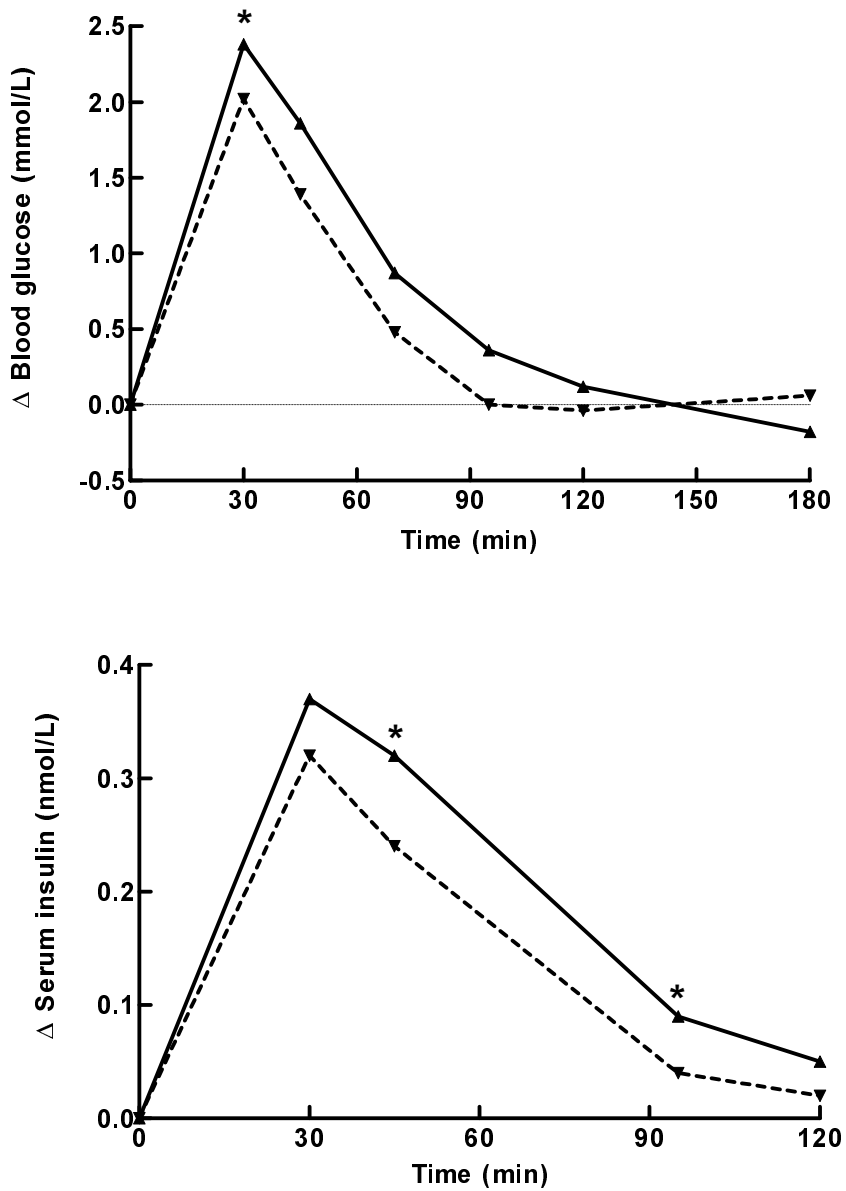 *
2.5
2.0
1.5
1.0
0.5
0.0
-0.5
Δ Blood glucose (mmol/L)
0 30 60 90 120 150 180
Time (min)
0.4
0.3
0.2
0.1
0.0
Δ Serum insulin (nmol/L)
*
*
0 30 60 90 120
Time (min)